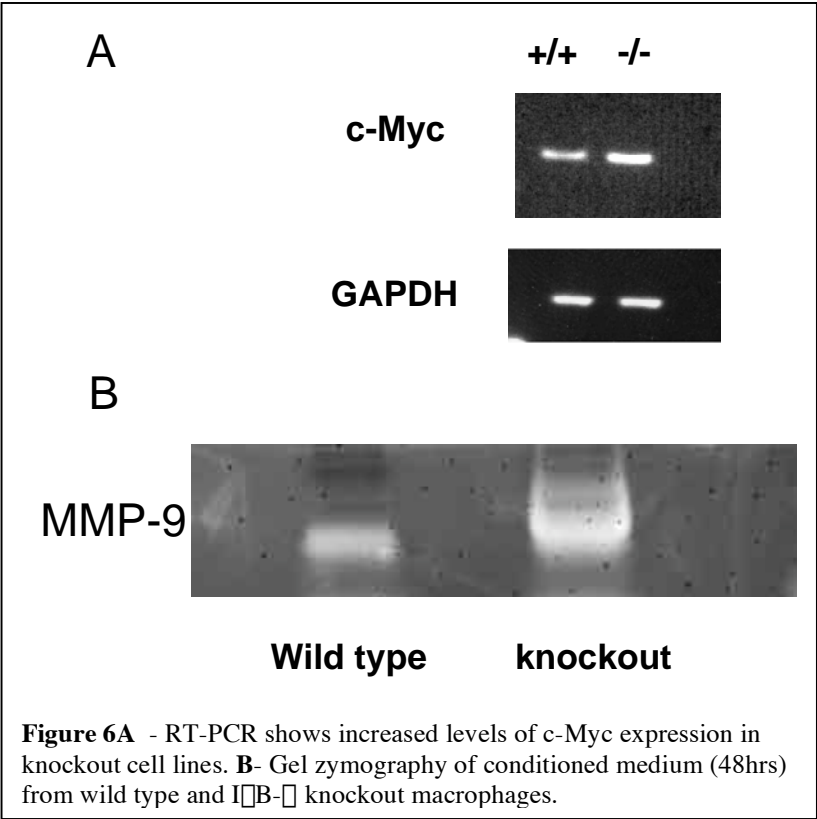 A
+/+ -/-
c-Myc
GAPDH
B
MMP-9
Wild type knockout
Figure 6A - RT-PCR shows increased levels of c-Myc expression in
knockout cell lines. B- Gel zymography of conditioned medium (48hrs)
from wild type and I□B-□ knockout macrophages.